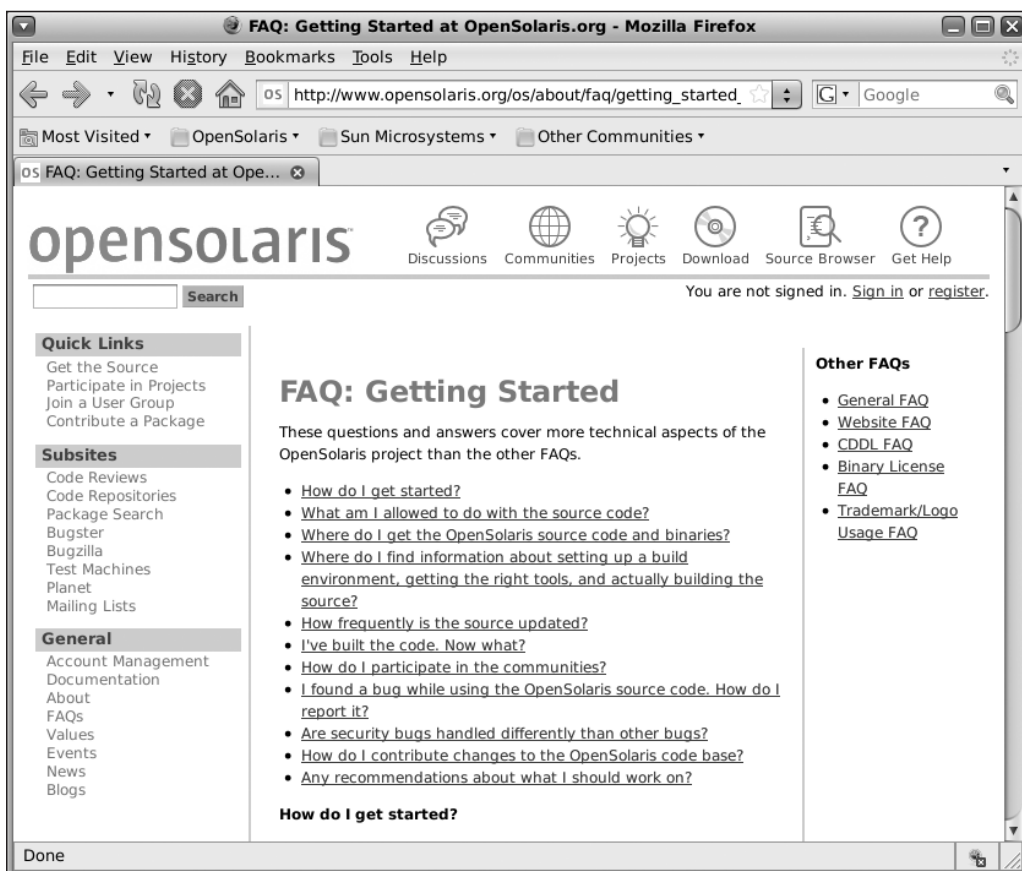 FAQ: Getting Started at OpenSolaris.org - Mozilla Firefox
File Edit View History Bookmarks Tools Help
OS http://www.opensolaris.org/os/about/faq/getting_started_ G Google
Most Visited OpenSolaris Sun Microsystems Other Communities
OS FAQ: Getting Started at Ope...
opensolaris™
Discussions Communities Projects Download Source Browser Get Help
Search
You are not signed in. Sign in or register.
Quick Links
Get the Source
Participate in Projects
Join a User Group
Contribute a Package
Subsites
Code Reviews
Code Repositories
Package Search
Bugster
Bugzilla
Test Machines
Planet
Mailing Lists
General
Account Management
Documentation
About
FAQs
Values
Events
News
Blogs
FAQ: Getting Started
These questions and answers cover more technical aspects of the
OpenSolaris project than the other FAQs.
• How do I get started?
• What am I allowed to do with the source code?
• Where do I get the OpenSolaris source code and binaries?
• Where do I find information about setting up a build
environment, getting the right tools, and actually building the
source?
• How frequently is the source updated?
• I've built the code. Now what?
• How do I participate in the communities?
• I found a bug while using the OpenSolaris source code. How do I
report it?
• Are security bugs handled differently than other bugs?
• How do I contribute changes to the OpenSolaris code base?
• Any recommendations about what I should work on?
How do I get started?
Other FAQs
• General FAQ
• Website FAQ
• CDDL FAQ
• Binary License
FAQ
• Trademark/Logo
Usage FAQ
Done